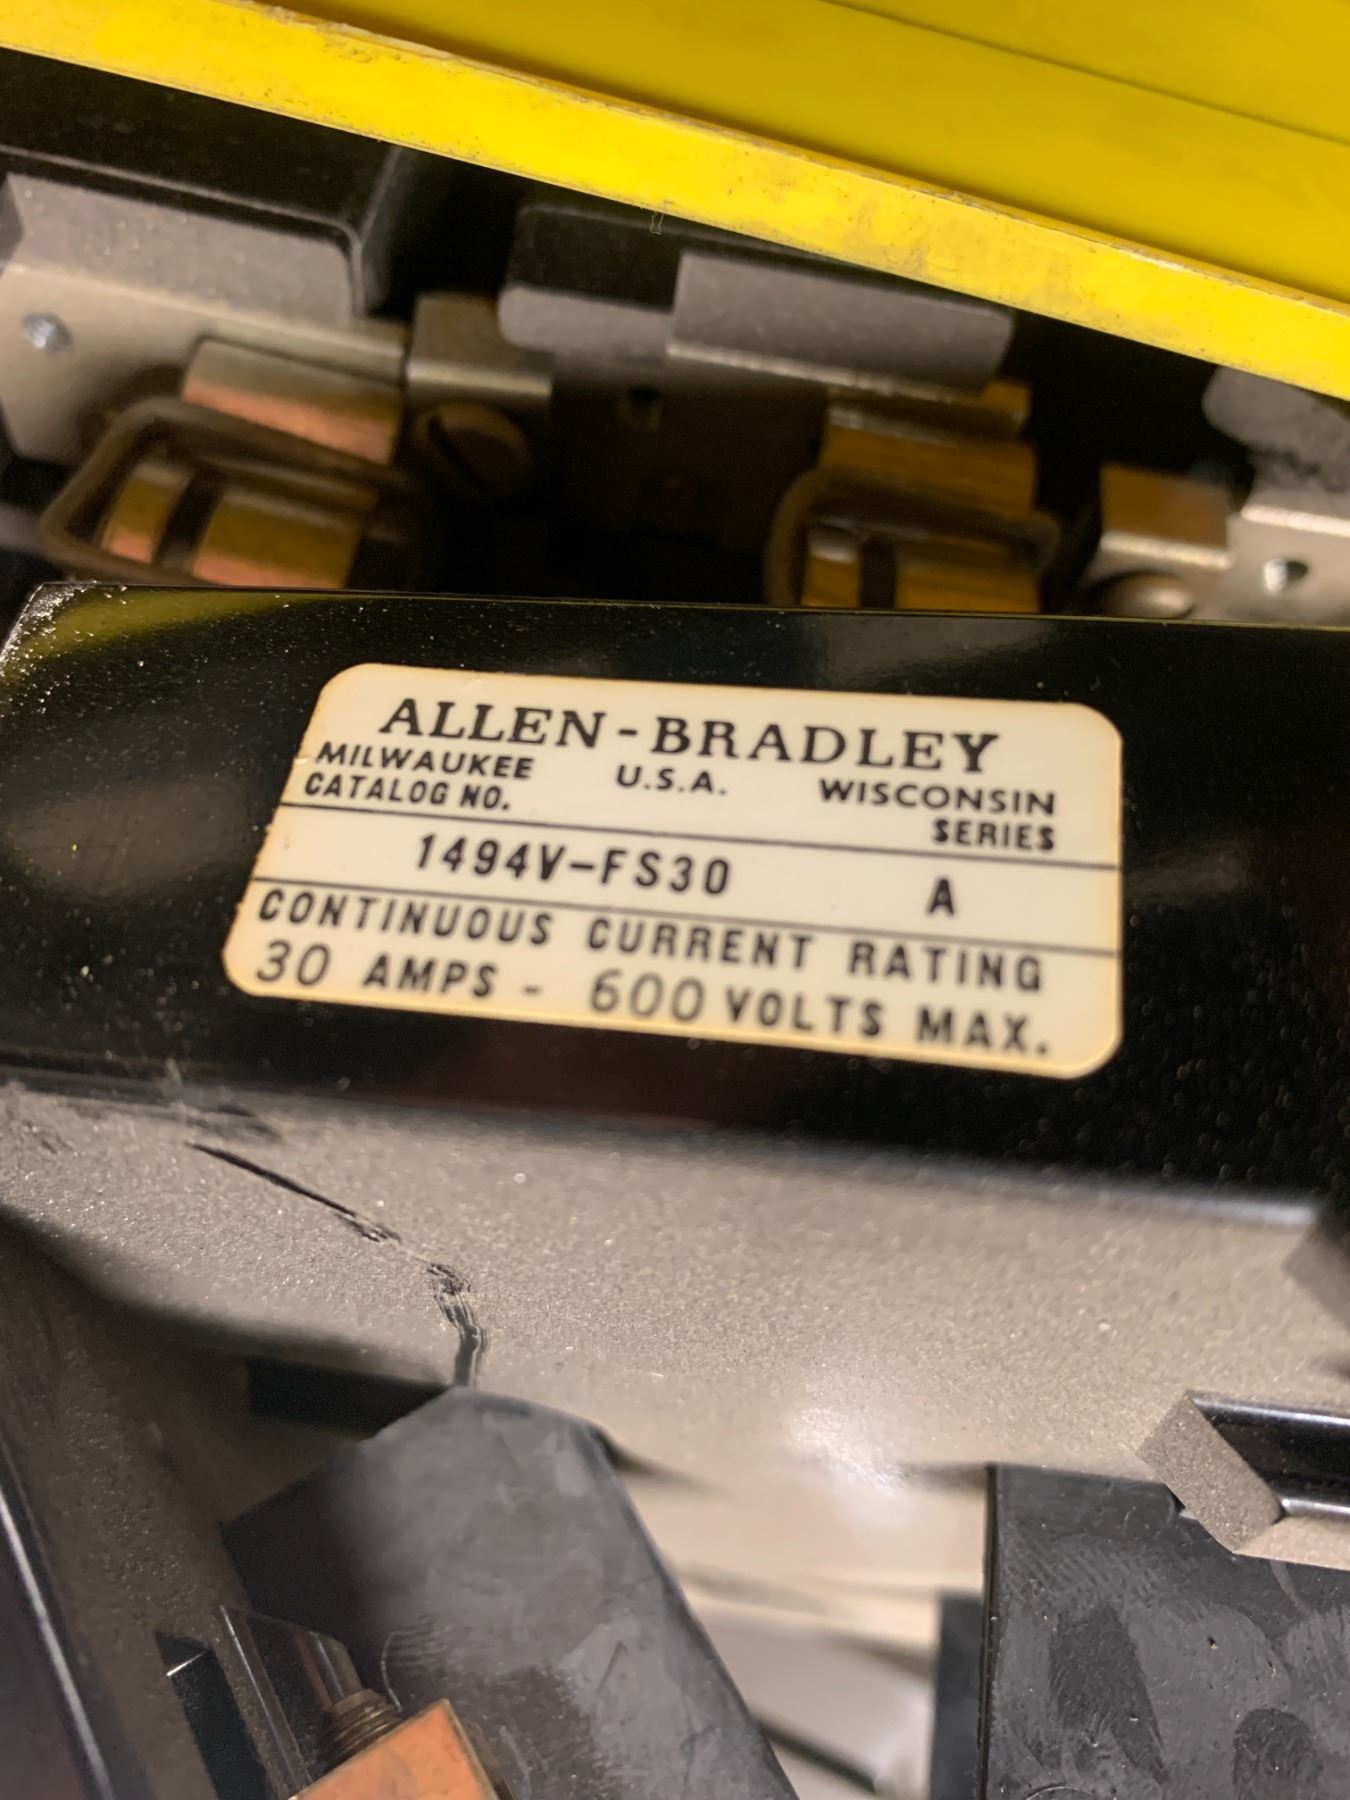 ALLEN-BRADLEY
MILWAUKEE U.S.A. WISCONSIN
CATALOG NO. SERIES
1494V-FS30 A
CONTINUOUS CURRENT RATING
30 AMPS - 600 VOLTS MAX.